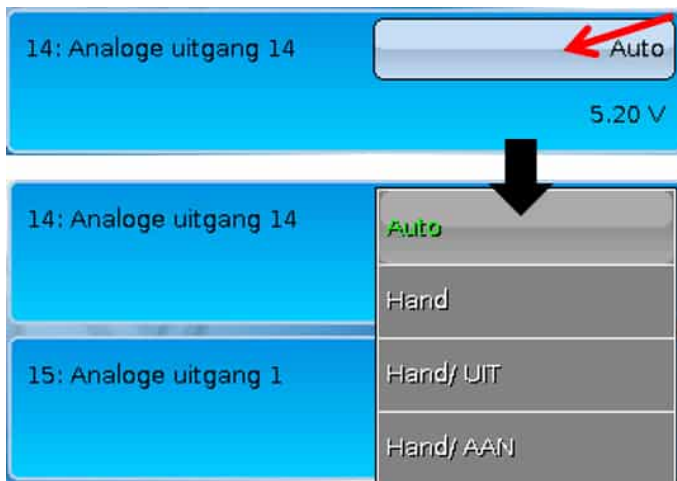 14: Analoge uitgang 14
Auto
5.20 V
14: Analoge uitgang 14
Auto
Hand
15: Analoge uitgang 1
Hand/ UIT
Hand/ AAN